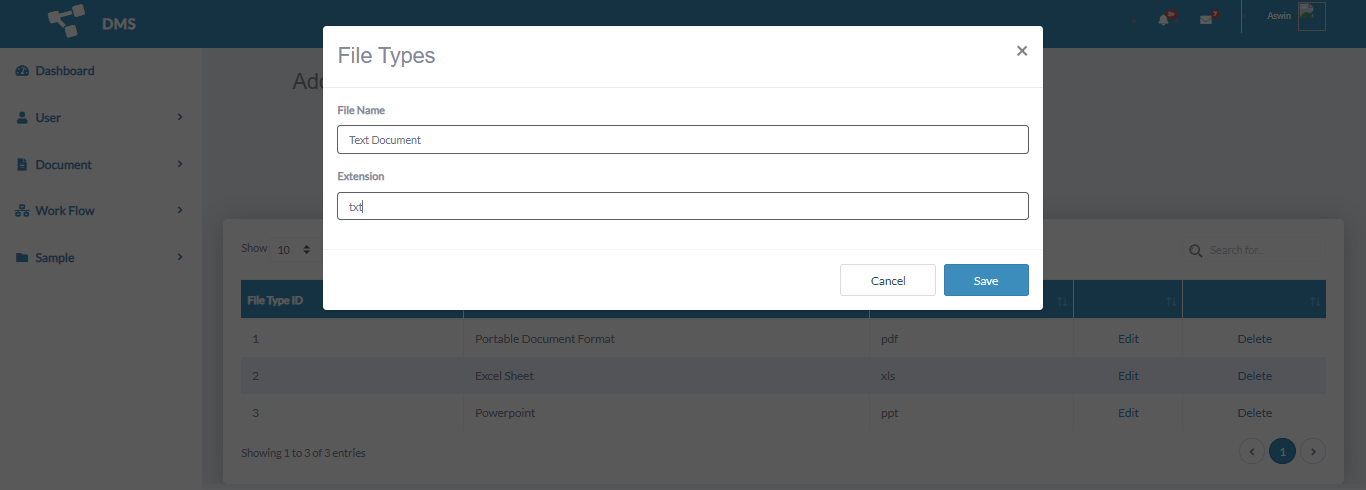 DMS
3+
7
Aswin
File Types
×
Dashboard
Add
File Name
User
Text Document
Document
Extension
txt
Work Flow
Show 10
Search for...
Sample
Cancel
Save
File Type ID
1 Portable Document Format pdf Edit Delete
2 Excel Sheet xls Edit Delete
3 Powerpoint ppt Edit Delete
Showing 1 to 3 of 3 entries
1